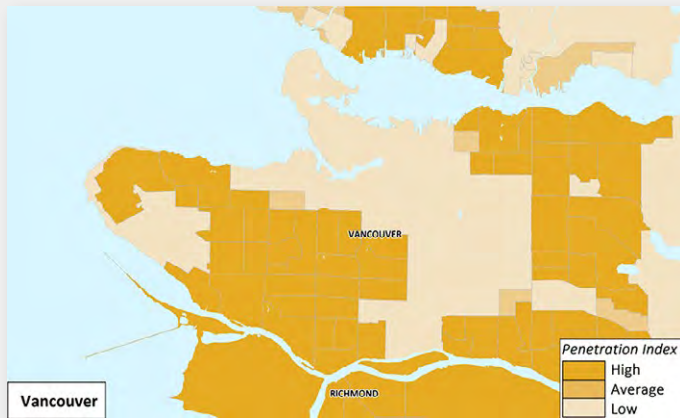 VANCOUVER
RICHMOND
Vancouver
Penetration Index
High
Average
Low